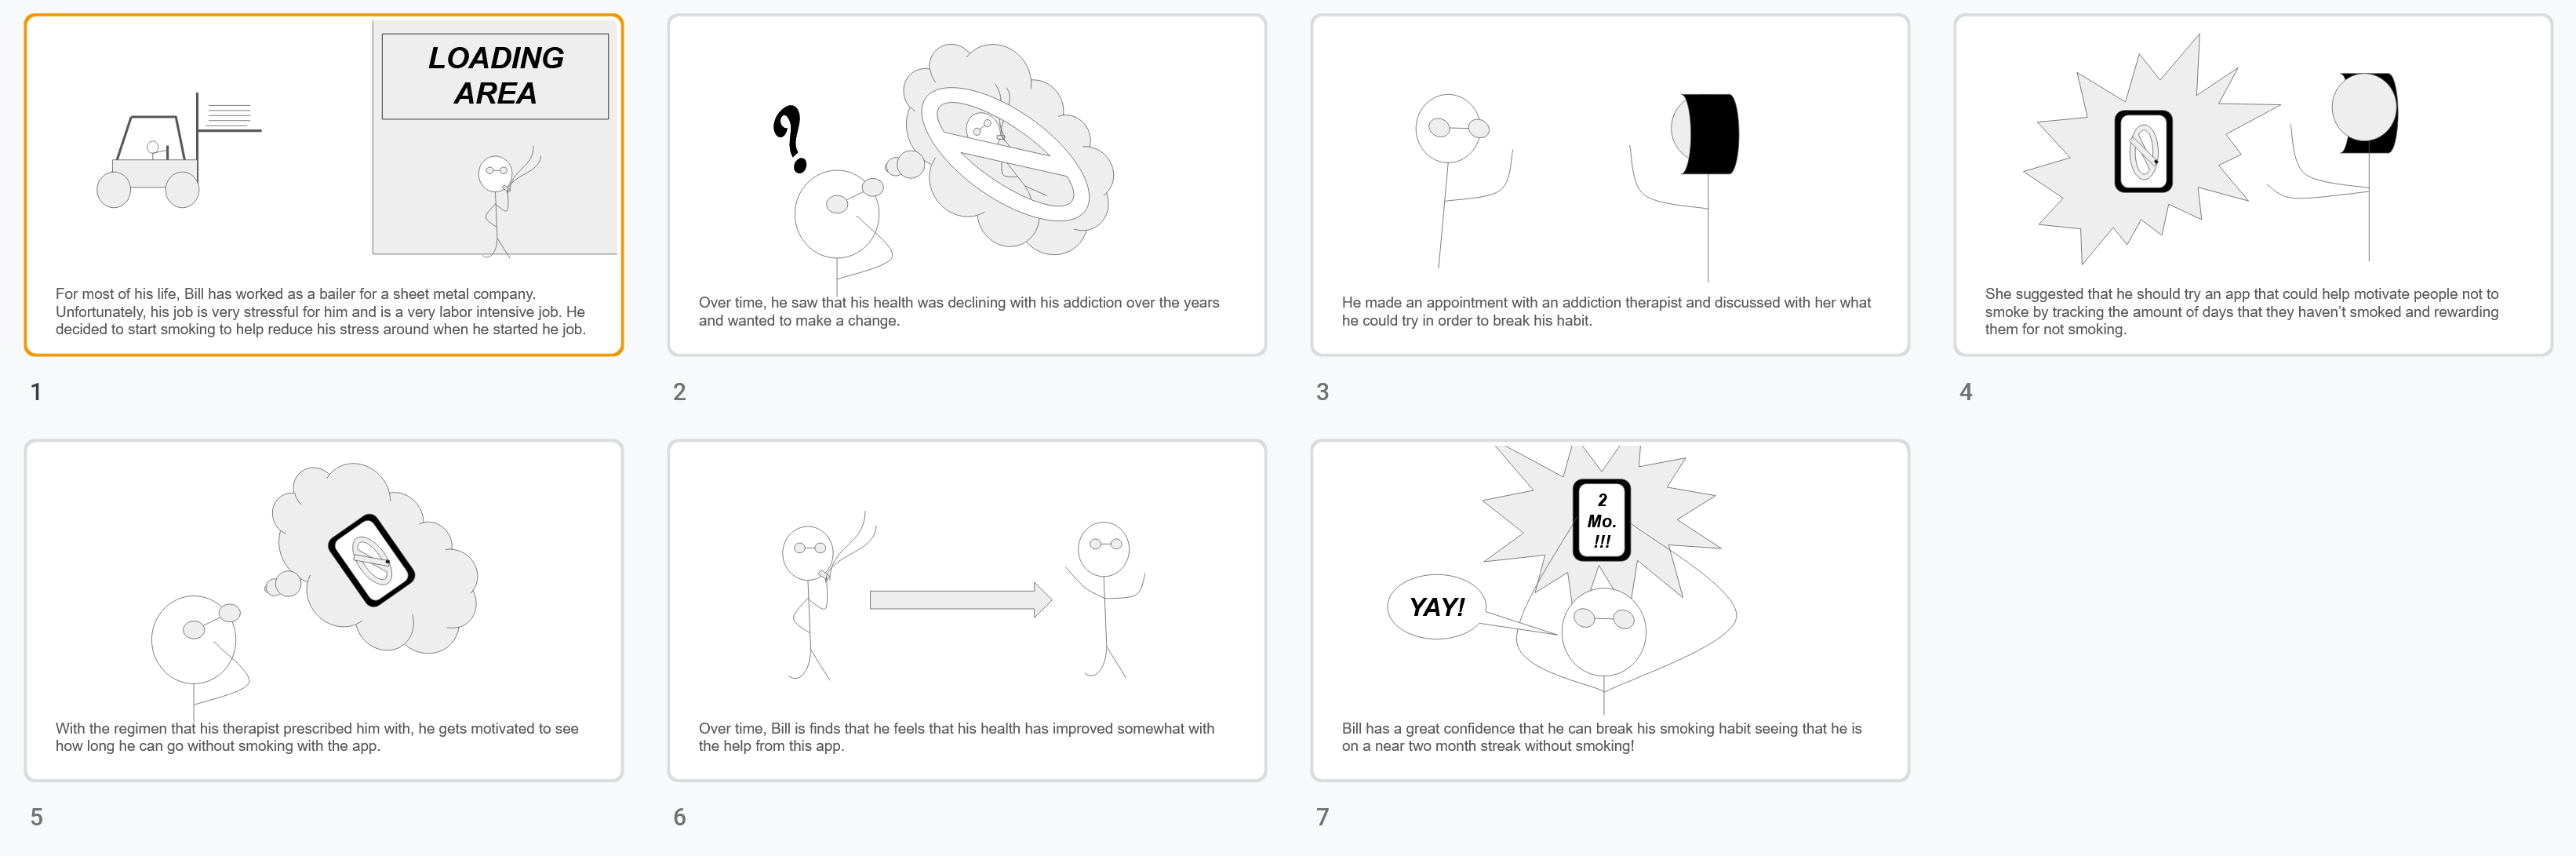 LOADING
AREA
For most of his life, Bill has worked as a bailer for a sheet metal company.
Unfortunately, his job is very stressful for him and is a very labor intensive job. He
decided to start smoking to help reduce his stress around when he started he job.
1
?
Over time, he saw that his health was declining with his addiction over the years
and wanted to make a change.
2
He made an appointment with an addiction therapist and discussed with her what
he could try in order to break his habit.
3
She suggested that he should try an app that could help motivate people not to
smoke by tracking the amount of days that they haven't smoked and rewarding
them for not smoking.
4
With the regimen that his therapist prescribed him with, he gets motivated to see
how long he can go without smoking with the app.
5
Over time, Bill is finds that he feels that his health has improved somewhat with
the help from this app.
6
2
Mo.
!!!
YAY!
Bill has a great confidence that he can break his smoking habit seeing that he is
on a near two month streak without smoking!
7